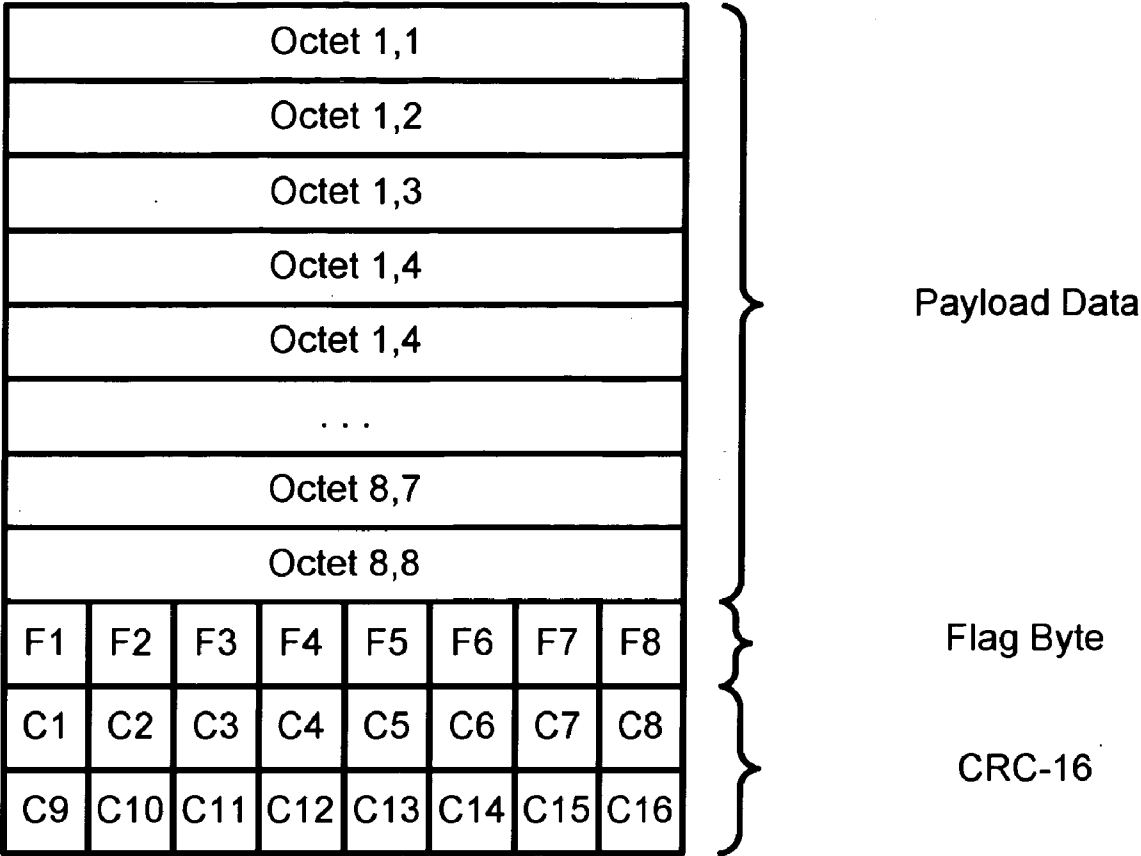 Octet 1,1
Octet 1,2
Octet 1,3
Octet 1,4
Payload Data
Octet 1,4
. . .
Octet 8,7
Octet 8,8
F1 F2 F3 F4 F5 F6 F7 F8
Flag Byte
C1 C2 C3 C4 C5 C6 C7 C8
CRC-16
C9 C10 C11 C12 C13 C14 C15 C16